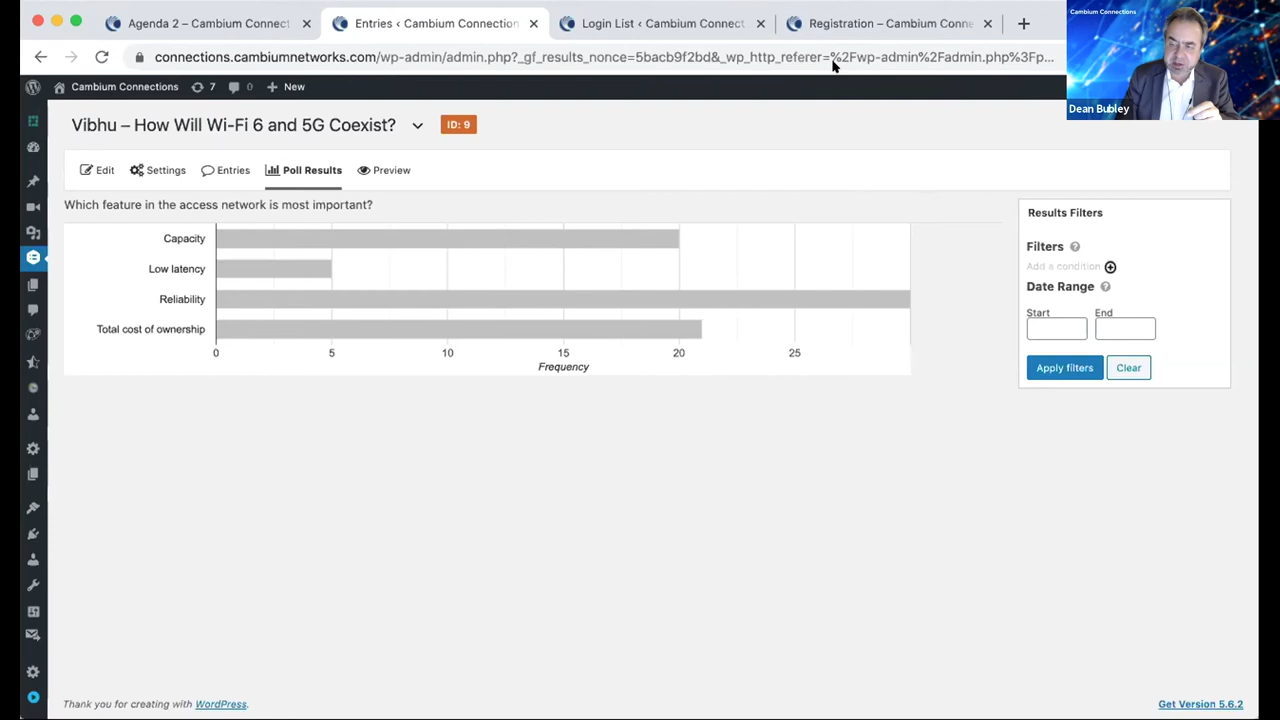 Agenda 2 – Cambium Connect
Entries ‹ Cambium Connection
Login List ‹ Cambium Connect
Registration – Cambium Conne
Cambium Connections
connections.cambiumnetworks.com/wp-admin/admin.php?_gf_results_nonce=5bacb9f2bd&_wp_http_referer=%2Fwp-admin%2Fadmin.php%3Fp…
Dean Bubley
Cambium Connections 7 0 New
Vibhu – How Will Wi-Fi 6 and 5G Coexist? ID: 9
Edit Settings Entries Poll Results Preview
Which feature in the access network is most important?
Capacity
Low latency
Reliability
Total cost of ownership
0 5 10 15 20 25
Frequency
Results Filters
Filters
Add a condition
Date Range
Start End
Apply filters Clear
Thank you for creating with WordPress.
Get Version 5.6.2